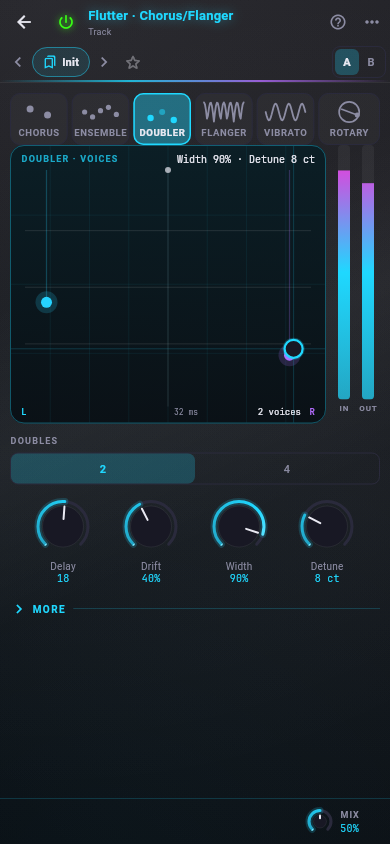 Flutter · Chorus/Flanger
Track
Init
A B
CHORUS ENSEMBLE DOUBLER FLANGER VIBRATO ROTARY
DOUBLER · VOICES Width 90% · Detune 8 ct
L 32 ms 2 voices R
IN OUT
DOUBLES
2 4
Delay Drift Width Detune
18 40% 90% 8 ct
MORE
MIX
50%